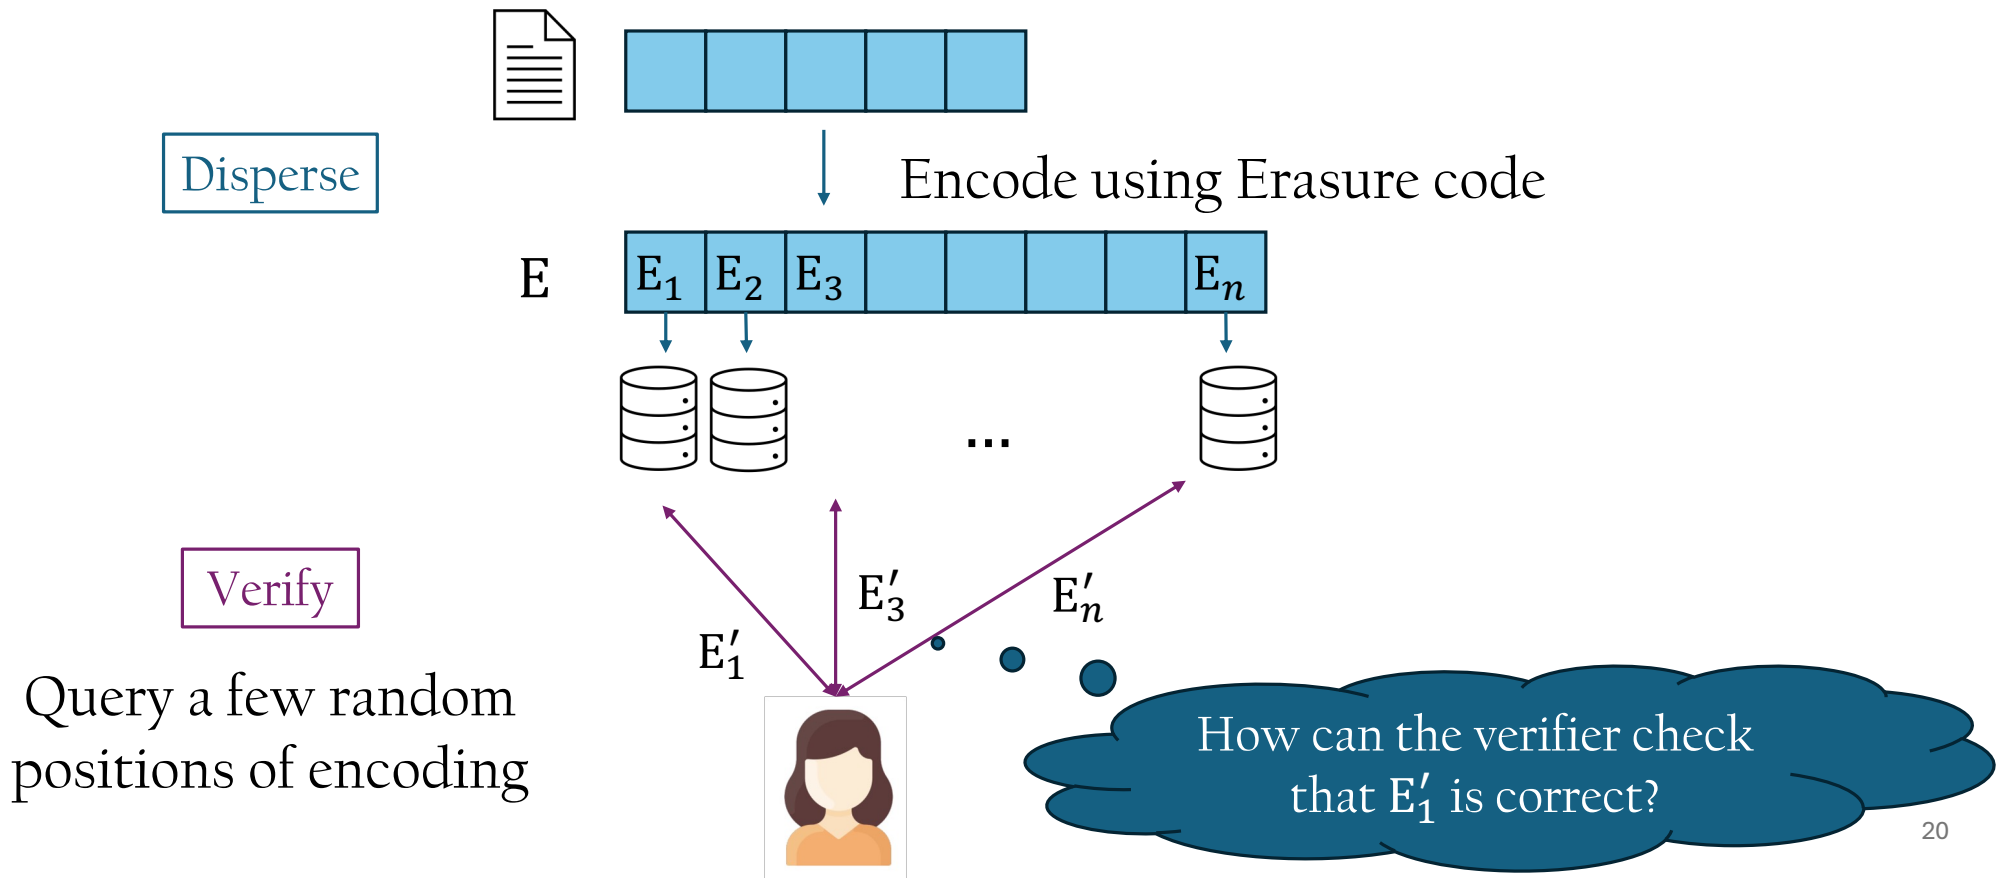 Disperse
Encode using Erasure code
E
E₁ E₂ E₃ Eₙ
...
Verify
E′₃
E′ₙ
E′₁
Query a few random
positions of encoding
How can the verifier check
that E′₁ is correct?
20